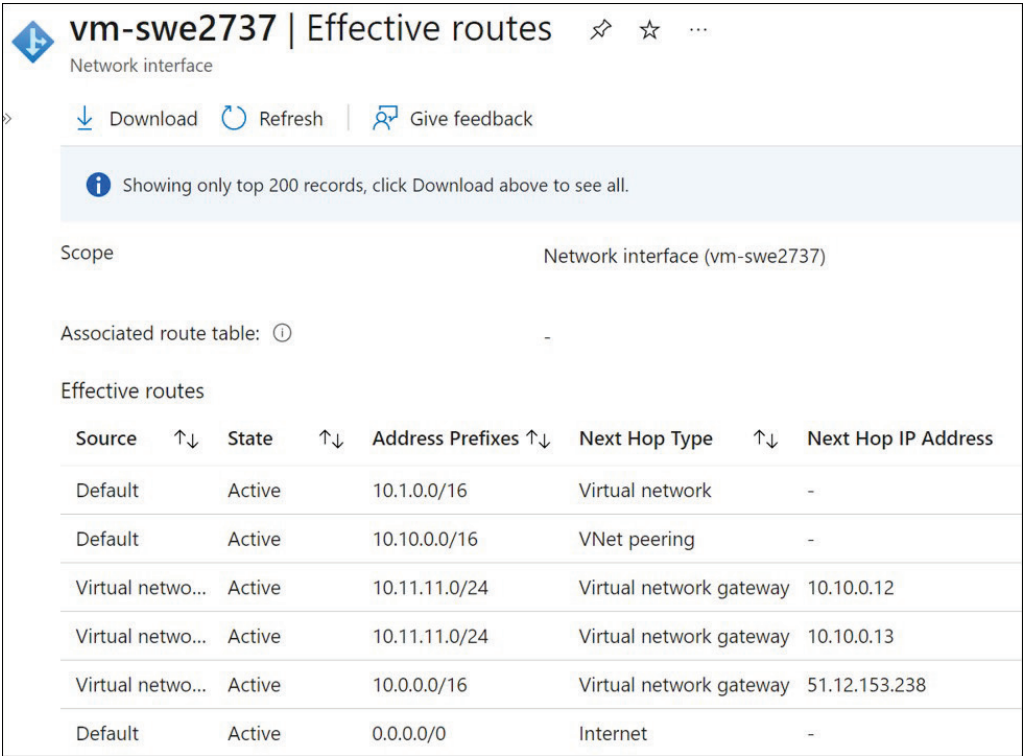 vm-swe2737 | Effective routes ...
Network interface
Download Refresh Give feedback
Showing only top 200 records, click Download above to see all.
Scope Network interface (vm-swe2737)
Associated route table: -
Effective routes
Source State Address Prefixes Next Hop Type Next Hop IP Address
Default Active 10.1.0.0/16 Virtual network -
Default Active 10.10.0.0/16 VNet peering -
Virtual netwo... Active 10.11.11.0/24 Virtual network gateway 10.10.0.12
Virtual netwo... Active 10.11.11.0/24 Virtual network gateway 10.10.0.13
Virtual netwo... Active 10.0.0.0/16 Virtual network gateway 51.12.153.238
Default Active 0.0.0.0/0 Internet -